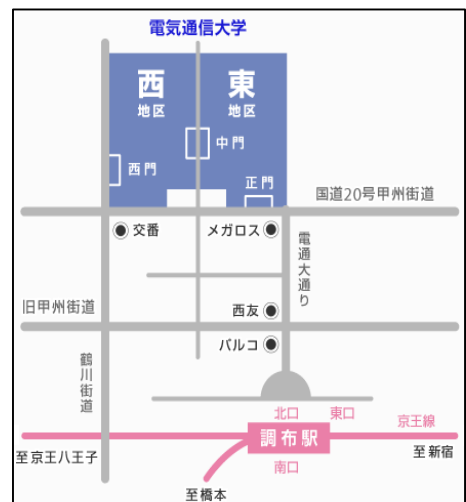 電気通信大学
西
地区
東
地区
中門
西門
正門
国道20号甲州街道
交番
メガロス
電通大通り
旧甲州街道
西友
パルコ
鶴川街道
北口
東口
京王線
調布駅
至京王八王子
至新宿
南口
至橋本